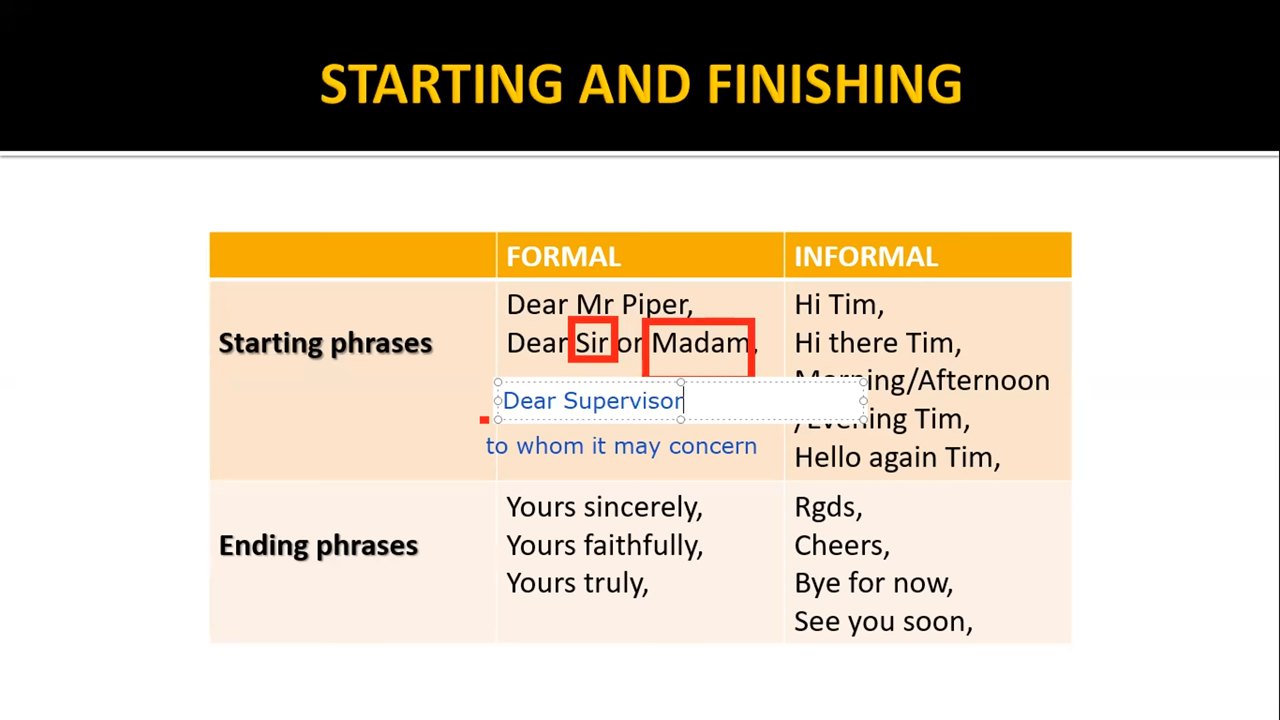 STARTING AND FINISHING
FORMAL
INFORMAL
Starting phrases
Dear Mr Piper,
Dear Sir or Madam,
Dear Supervisor
to whom it may concern
Hi Tim,
Hi there Tim,
Morning/Afternoon
/Evening Tim,
Hello again Tim,
Ending phrases
Yours sincerely,
Yours faithfully,
Yours truly,
Rgds,
Cheers,
Bye for now,
See you soon,